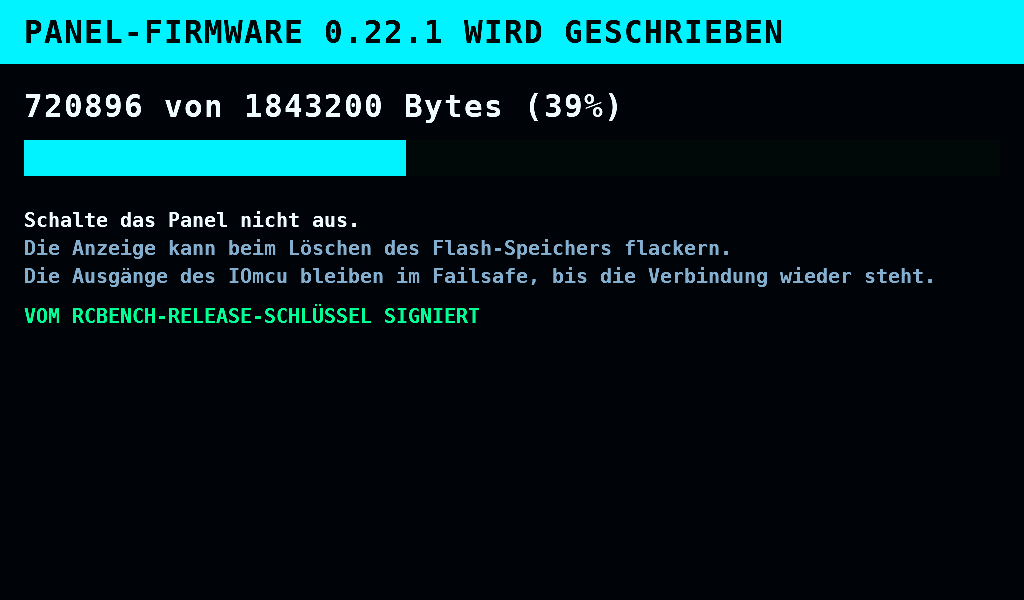 PANEL-FIRMWARE 0.22.1 WIRD GESCHRIEBEN
720896 von 1843200 Bytes (39%)
Schalte das Panel nicht aus.
Die Anzeige kann beim Löschen des Flash-Speichers flackern.
Die Ausgänge des IOmcu bleiben im Failsafe, bis die Verbindung wieder steht.
VOM RCBENCH-RELEASE-SCHLÜSSEL SIGNIERT